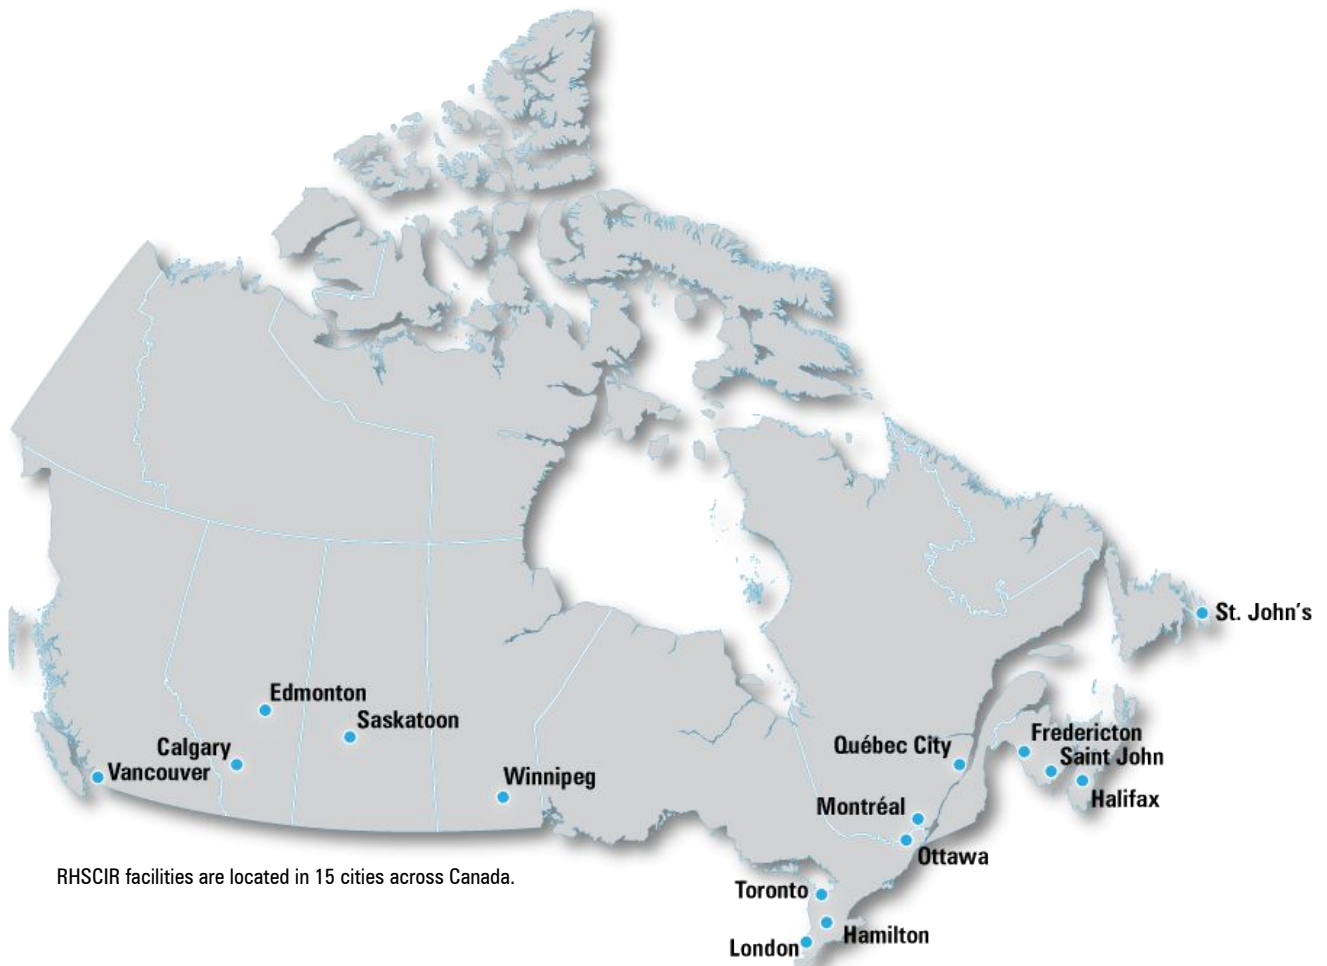 St. John's
Edmonton
Saskatoon
Calgary
Vancouver
Winnipeg
Québec City
Fredericton
Saint John
Halifax
Montréal
Ottawa
Toronto
Hamilton
London
RHSCIR facilities are located in 15 cities across Canada.